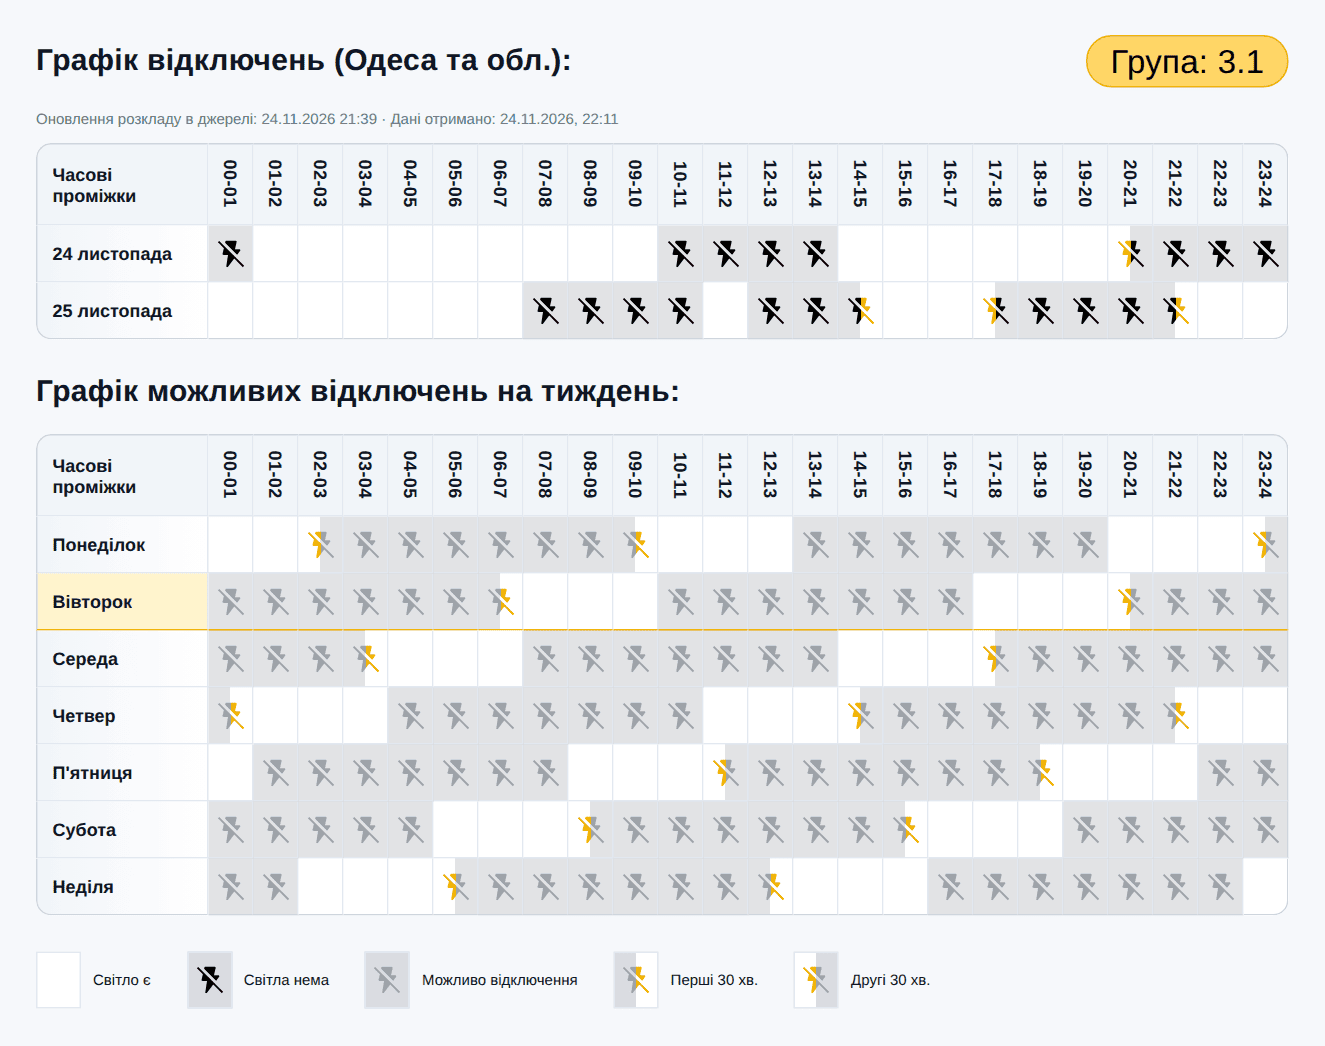 Графік відключень (Одеса та обл.):
Група: 3.1
Оновлення розкладу в джерелі: 24.11.2026 21:39 · Дані отримано: 24.11.2026, 22:11
Часові
проміжки
00-01 01-02 02-03 03-04 04-05 05-06 06-07 07-08 08-09 09-10 10-11 11-12 12-13 13-14 14-15 15-16 16-17 17-18 18-19 19-20 20-21 21-22 22-23 23-24
24 листопада
25 листопада
Графік можливих відключень на тиждень:
Часові
проміжки
00-01 01-02 02-03 03-04 04-05 05-06 06-07 07-08 08-09 09-10 10-11 11-12 12-13 13-14 14-15 15-16 16-17 17-18 18-19 19-20 20-21 21-22 22-23 23-24
Понеділок
Вівторок
Середа
Четвер
П'ятниця
Субота
Неділя
Світло є
Світла нема
Можливо відключення
Перші 30 хв.
Другі 30 хв.